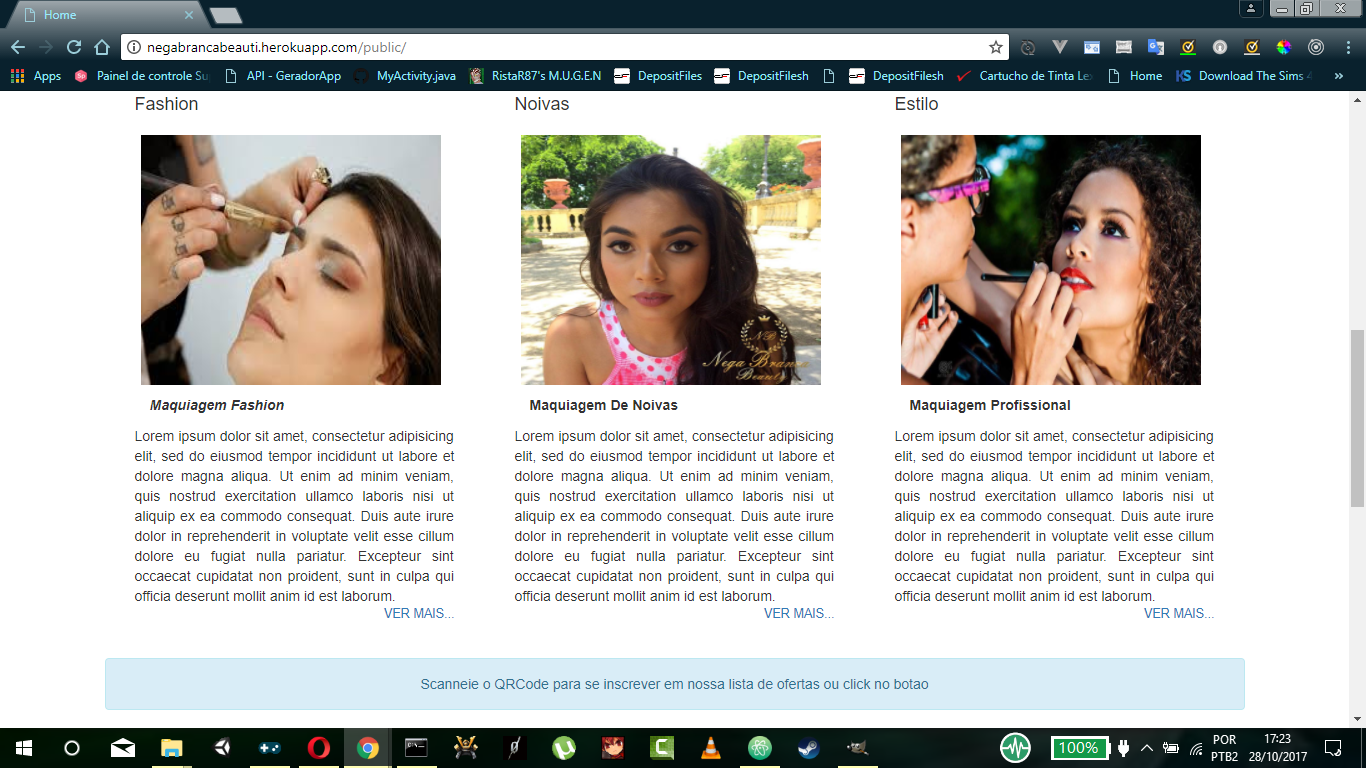 Home
negabrancabeauti.herokuapp.com/public/
Apps
Painel de controle Su
API - GeradorApp
MyActivity.java
RistaR87's M.U.G.E.N
DepositFiles
DepositFilesh
DepositFilesh
Cartucho de Tinta Lex
Home
KS
Download The Sims 4
»
Fashion
Noivas
Estilo
NB
Nega Branca
Beauty
Maquiagem Fashion
Lorem ipsum dolor sit amet, consectetur adipisicing
elit, sed do eiusmod tempor incididunt ut labore et
dolore magna aliqua. Ut enim ad minim veniam,
quis nostrud exercitation ullamco laboris nisi ut
aliquip ex ea commodo consequat. Duis aute irure
dolor in reprehenderit in voluptate velit esse cillum
dolore eu fugiat nulla pariatur. Excepteur sint
occaecat cupidatat non proident, sunt in culpa qui
officia deserunt mollit anim id est laborum.
VER MAIS...
Maquiagem De Noivas
Lorem ipsum dolor sit amet, consectetur adipisicing
elit, sed do eiusmod tempor incididunt ut labore et
dolore magna aliqua. Ut enim ad minim veniam,
quis nostrud exercitation ullamco laboris nisi ut
aliquip ex ea commodo consequat. Duis aute irure
dolor in reprehenderit in voluptate velit esse cillum
dolore eu fugiat nulla pariatur. Excepteur sint
occaecat cupidatat non proident, sunt in culpa qui
officia deserunt mollit anim id est laborum.
VER MAIS...
Maquiagem Profissional
Lorem ipsum dolor sit amet, consectetur adipisicing
elit, sed do eiusmod tempor incididunt ut labore et
dolore magna aliqua. Ut enim ad minim veniam,
quis nostrud exercitation ullamco laboris nisi ut
aliquip ex ea commodo consequat. Duis aute irure
dolor in reprehenderit in voluptate velit esse cillum
dolore eu fugiat nulla pariatur. Excepteur sint
occaecat cupidatat non proident, sunt in culpa qui
officia deserunt mollit anim id est laborum.
VER MAIS...
Scanneie o QRCode para se inscrever em nossa lista de ofertas ou click no botao
100%
POR
PTB2
17:23
28/10/2017